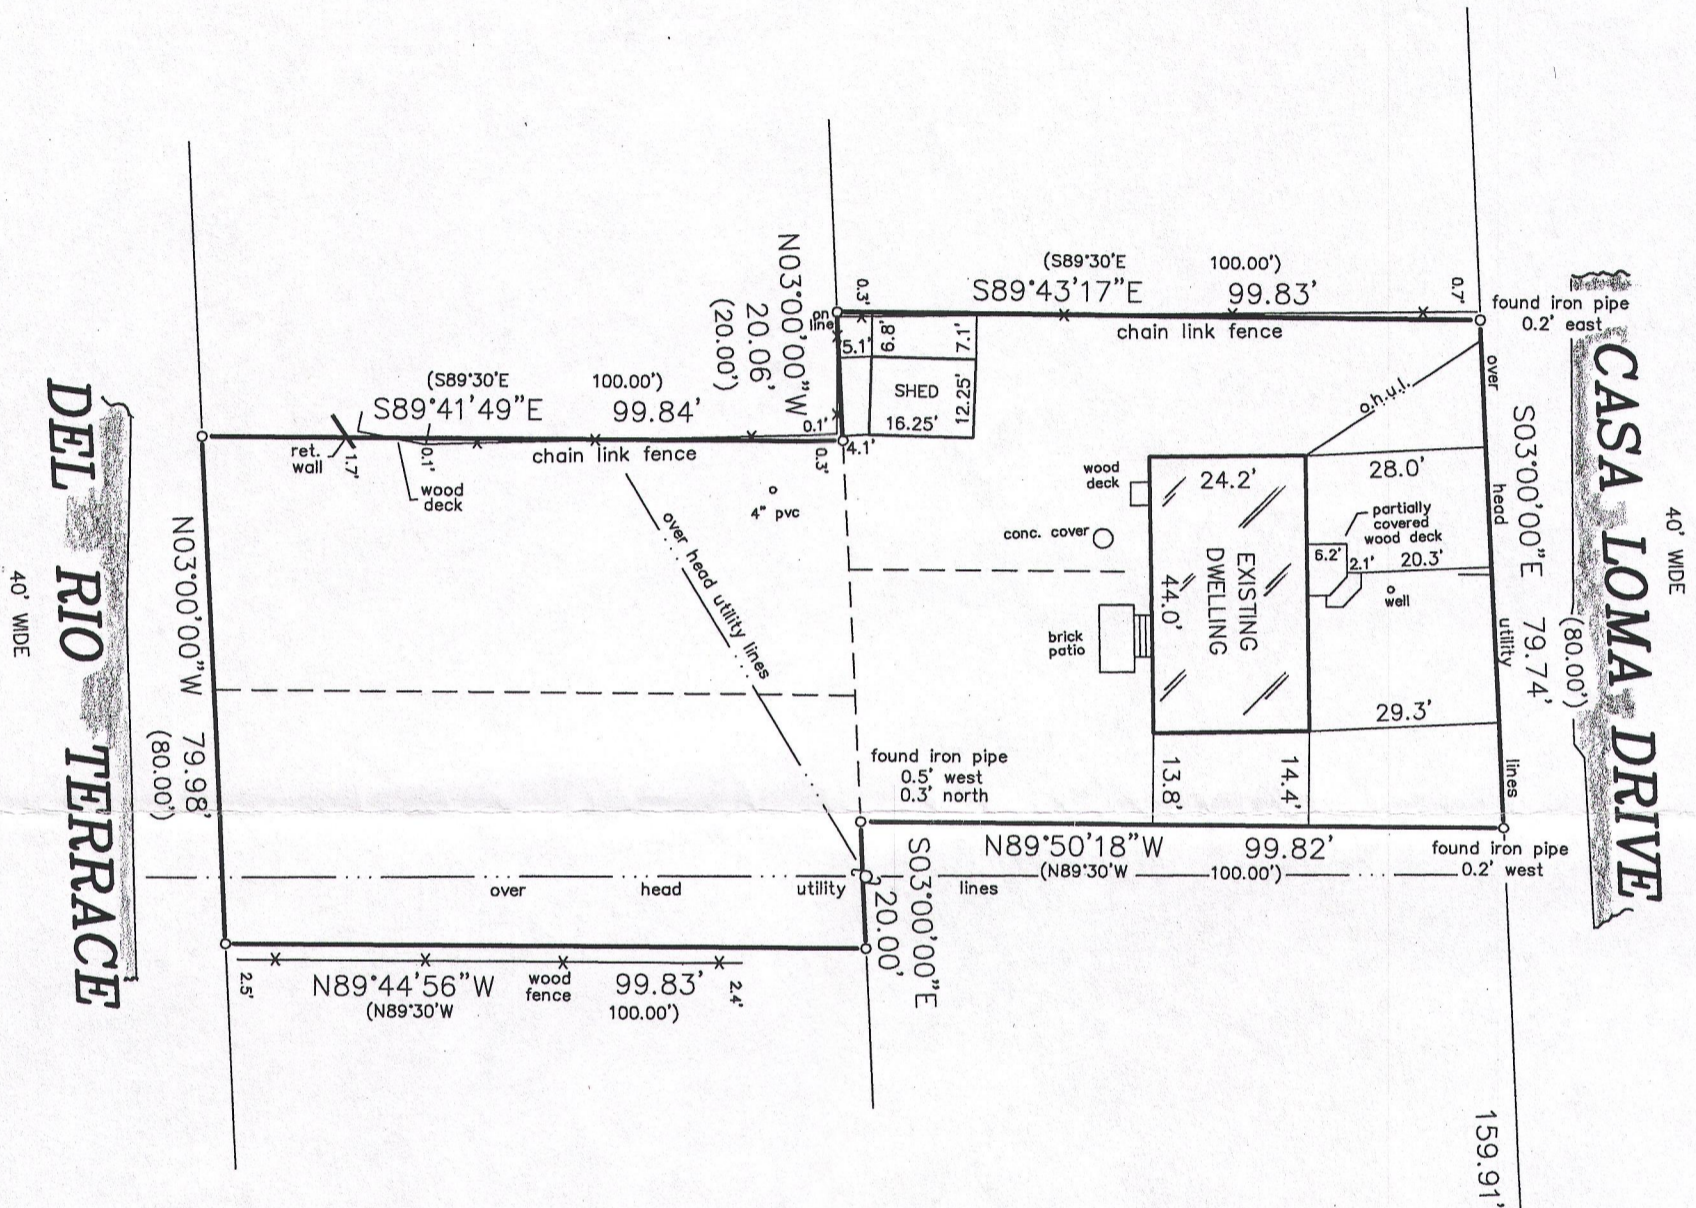 CASA LOMA DRIVE
40' WIDE
DEL RIO TERRACE
40' WIDE
(S89°30'E 100.00')
S89°43'17"E 99.83'
chain link fence
0.3'
0.7'
found iron pipe
0.2' east
on
line
5.1'
6.8'
7.1'
SHED
16.25'
12.25'
4.1'
0.1'
0.3'
N03°00'00"W
20.06'
(20.00')
(S89°30'E 100.00')
S89°41'49"E 99.84'
chain link fence
ret.
wall
1.7'
0.1'
wood
deck
4" pvc
over head utility lines
o.h.u.l.
over head utility lines
S03°00'00"E 79.74'
(80.00')
wood
deck
conc. cover
brick
patio
24.2'
44.0'
EXISTING
DWELLING
28.0'
partially
covered
wood deck
6.2'
2.1'
20.3'
well
29.3'
13.8'
14.4'
found iron pipe
0.5' west
0.3' north
N89°50'18"W 99.82'
(N89°30'W 100.00')
found iron pipe
0.2' west
over head utility lines
S03°00'00"E
20.00'
N03°00'00"W 79.98'
(80.00')
2.5'
N89°44'56"W 99.83'
(N89°30'W 100.00')
wood
fence
2.4'
159.91'